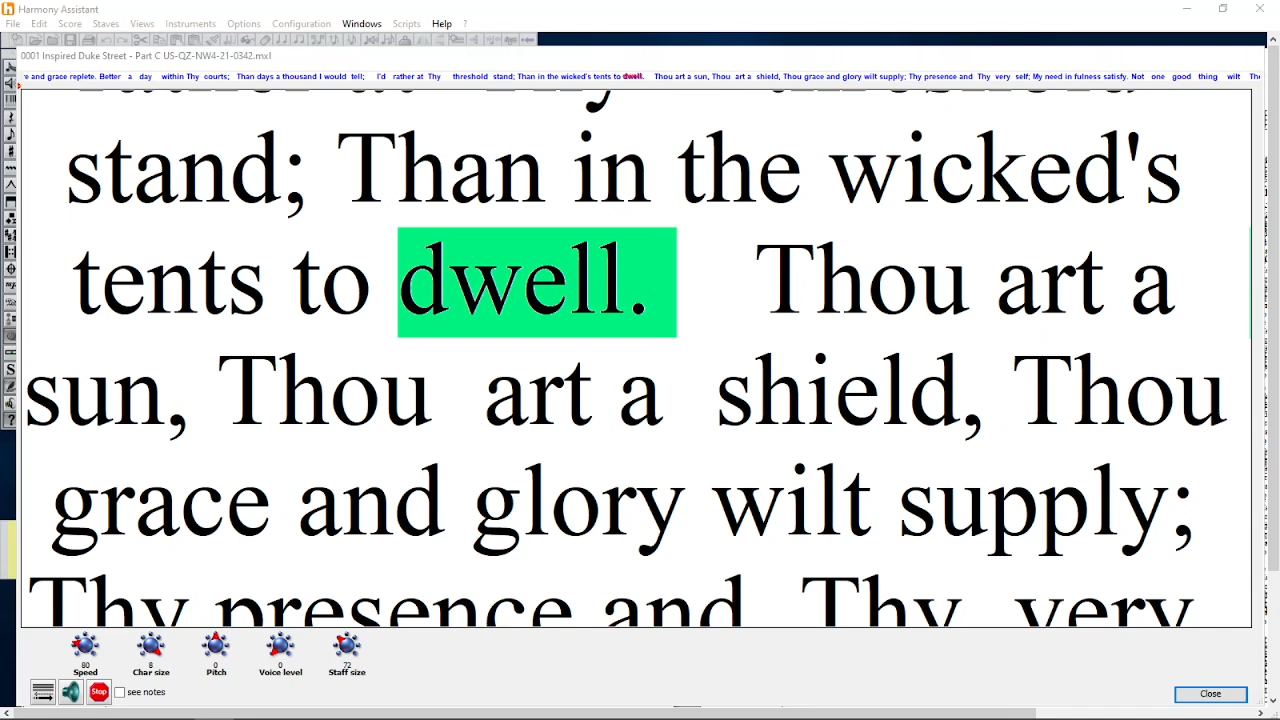 Harmony Assistant
File Edit Score Staves Views Instruments Options Configuration Windows Scripts Help ?
0001 Inspired Duke Street - Part C US-QZ-NW4-21-0342.mxl
e and grace replete. Better a day within Thy courts; Than days a thousand I would tell; I'd rather at Thy threshold stand; Than in the wicked's tents to dwell. Thou art a sun, Thou art a shield, Thou grace and glory wilt supply; Thy presence and Thy very self; My need in fulness satisfy. Not one good thing wilt
stand; Than in the wicked's
tents to dwell. Thou art a
sun, Thou art a shield, Thou
grace and glory wilt supply;
Thy presence and Thy very
80 8 0 0 72
Speed Char size Pitch Voice level Staff size
Stop see notes Close